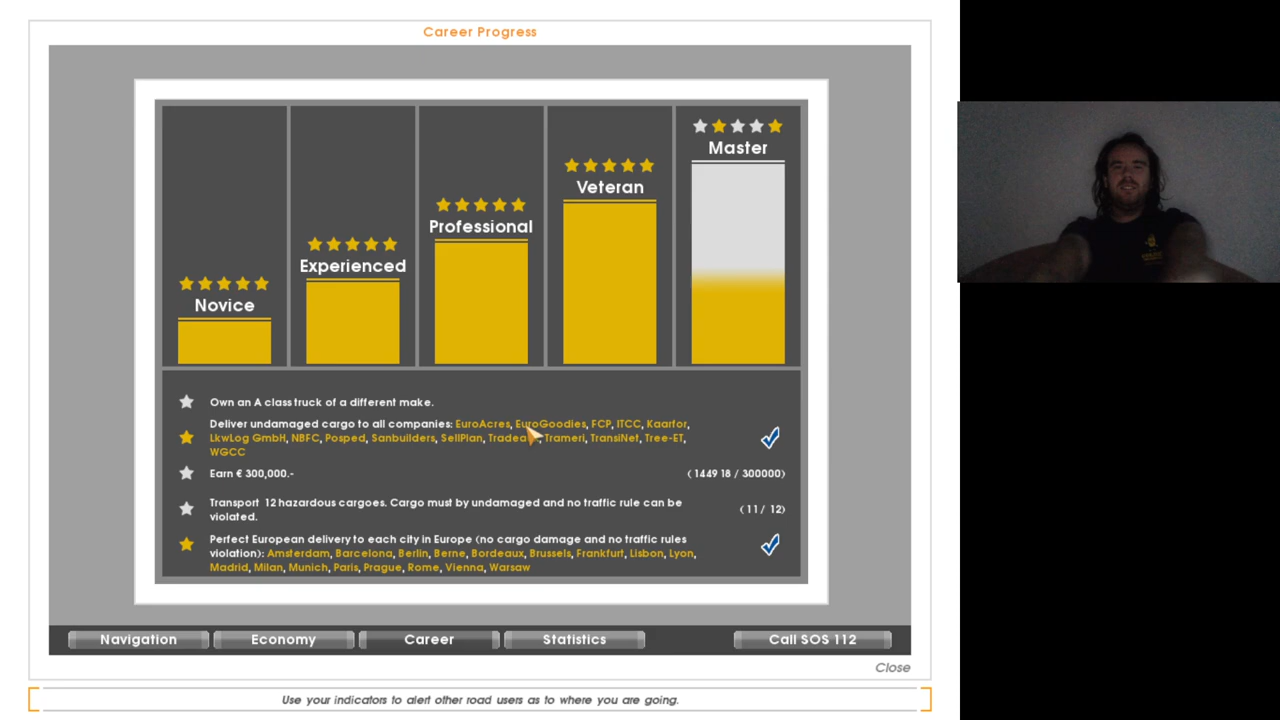 Career Progress
Master
Veteran
Professional
Experienced
Novice
Own an A class truck of a different make.
Deliver undamaged cargo to all companies: EuroAcres, EuroGoodies, FCP, ITCC, Kaarfor,
LkwLog GmbH, NBFC, Posped, Sanbuilders, SellPlan, Trameri, TransiNet, Tree-ET,
WGCC
Earn € 300,000.- (1449 18 / 300000)
Transport 12 hazardous cargoes. Cargo must by undamaged and no traffic rule can be
violated. (11 / 12)
Perfect European delivery to each city in Europe (no cargo damage and no traffic rules
violation): Amsterdam, Barcelona, Berlin, Berne, Bordeaux, Brussels, Frankfurt, Lisbon, Lyon,
Madrid, Milan, Munich, Paris, Prague, Rome, Vienna, Warsaw
Navigation Economy Career Statistics Call SOS 112
Close
Use your indicators to alert other road users as to where you are going.